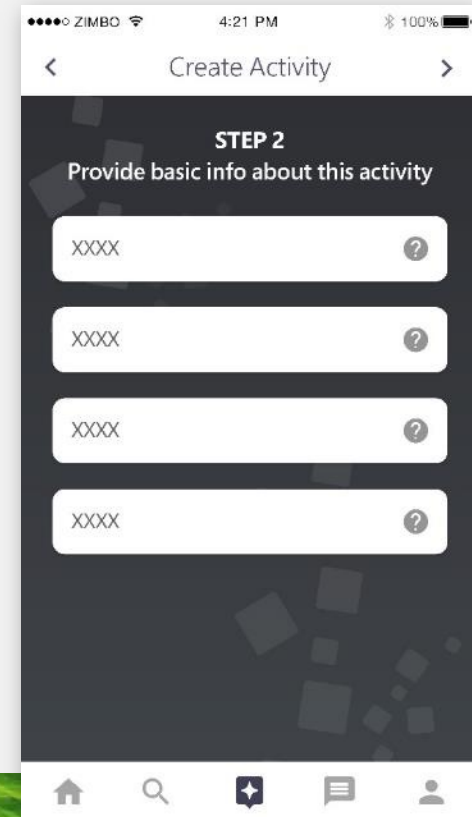 ZIMBO 4:21 PM 100%
Create Activity
STEP 2
Provide basic info about this activity
XXXX
XXXX
XXXX
XXXX